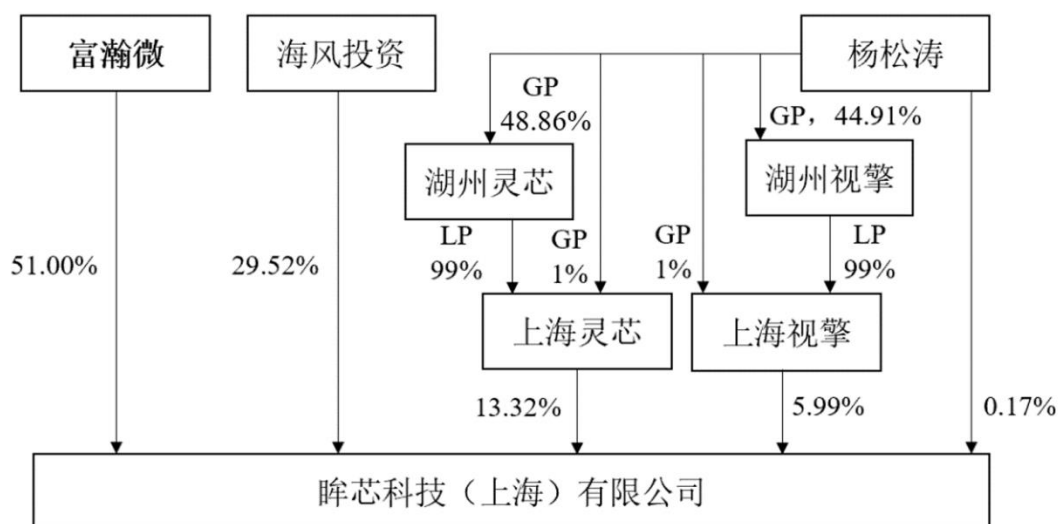 富瀚微
海风投资
杨松涛
GP
48.86%
GP，44.91%
湖州灵芯
湖州视擎
LP
99%
GP
1%
GP
1%
LP
99%
51.00%
29.52%
上海灵芯
上海视擎
13.32%
5.99%
0.17%
眸芯科技（上海）有限公司